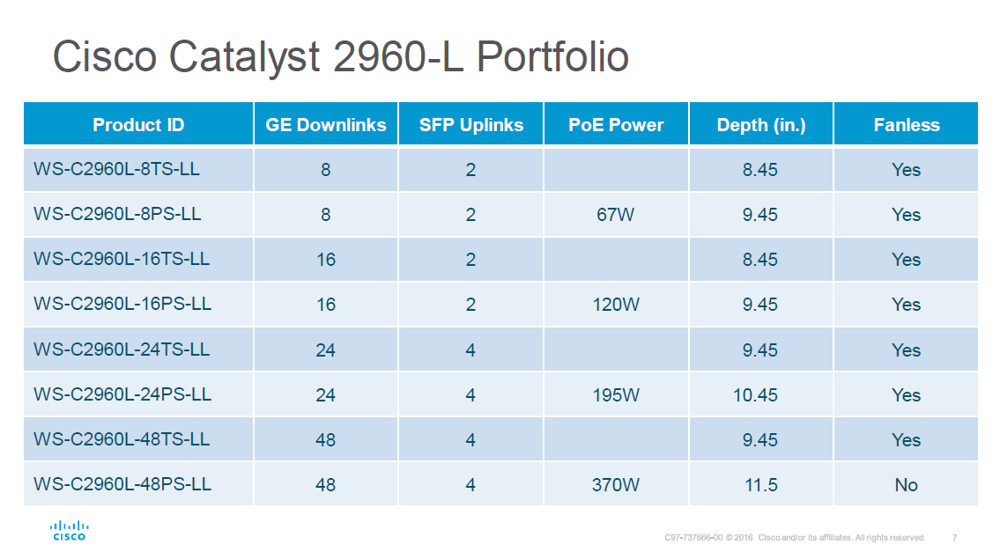 Cisco Catalyst 2960-L Portfolio
Product ID GE Downlinks SFP Uplinks PoE Power Depth (in.) Fanless
WS-C2960L-8TS-LL 8 2 8.45 Yes
WS-C2960L-8PS-LL 8 2 67W 9.45 Yes
WS-C2960L-16TS-LL 16 2 8.45 Yes
WS-C2960L-16PS-LL 16 2 120W 9.45 Yes
WS-C2960L-24TS-LL 24 4 9.45 Yes
WS-C2960L-24PS-LL 24 4 195W 10.45 Yes
WS-C2960L-48TS-LL 48 4 9.45 Yes
WS-C2960L-48PS-LL 48 4 370W 11.5 No
CISCO
C97-737666-00 © 2016 Cisco and/or its affiliates. All rights reserved. 7